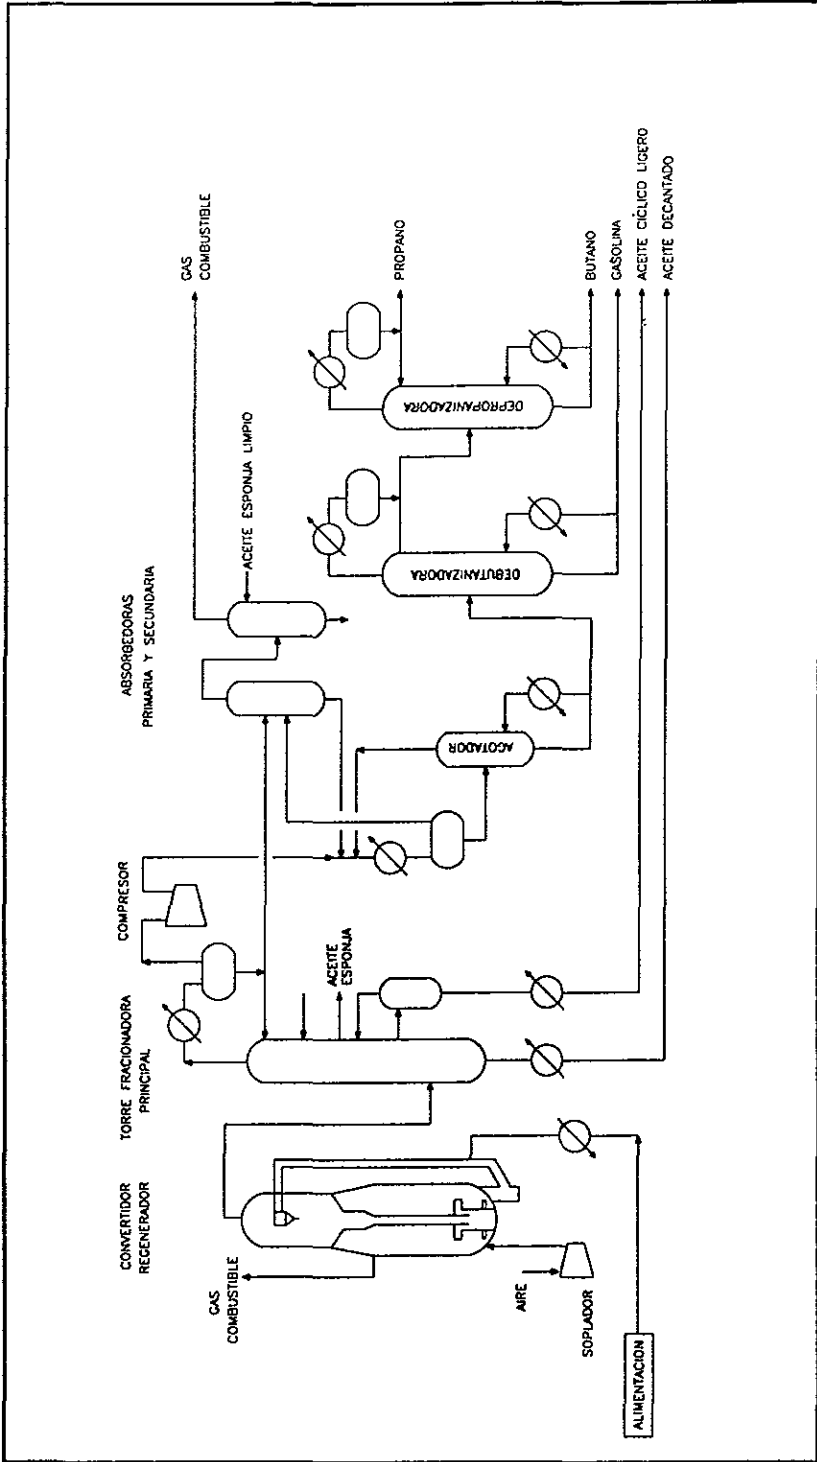 CONVERTIDOR
REGENERADOR
TORRE FRACIONADORA
PRINCIPAL
COMPRESOR
ABSORBEDORAS
PRIMARIA Y SECUNDARIA
GAS
COMBUSTIBLE
ACEITE ESPONJA LIMPIO
GAS
COMBUSTIBLE
ACEITE
ESPONJA
AGOTADOR
DEBUTANIZADORA
DEPROPANIZADORA
PROPANO
BUTANO
GASOLINA
ACEITE CÍCLICO LIGERO
ACEITE DECANTADO
AIRE
SOPLADOR
ALIMENTACION